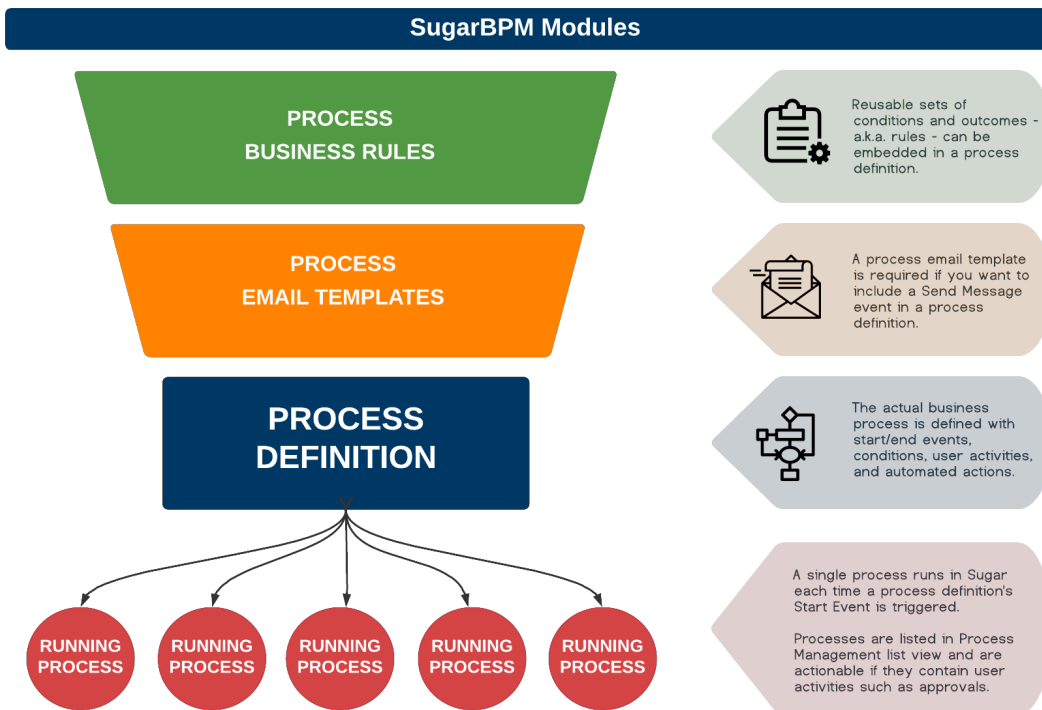 SugarBPM Modules
PROCESS
BUSINESS RULES
Reusable sets of
conditions and outcomes -
a.k.a. rules - can be
embedded in a process
definition.
PROCESS
EMAIL TEMPLATES
A process email template
is required if you want to
include a Send Message
event in a process
definition.
PROCESS
DEFINITION
The actual business
process is defined with
start/end events,
conditions, user activities,
and automated actions.
RUNNING
PROCESS
RUNNING
PROCESS
RUNNING
PROCESS
RUNNING
PROCESS
RUNNING
PROCESS
A single process runs in Sugar
each time a process definition's
Start Event is triggered.
Processes are listed in Process
Management list view and are
actionable if they contain user
activities such as approvals.